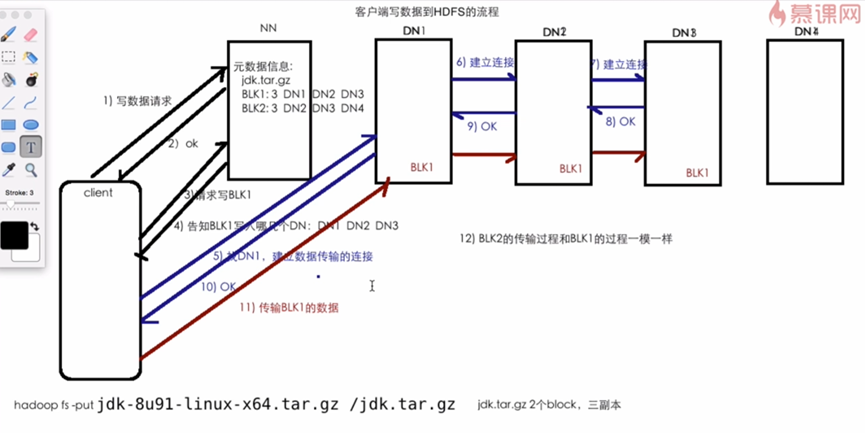 客户端写数据到HDFS的流程
慕课网
NN
DN1
DN2
DN3
DN4
元数据信息:
jdk.tar.gz
BLK1: 3 DN1 DN2 DN3
BLK2: 3 DN2 DN3 DN4
6) 建立连接
7) 建立连接
1) 写数据请求
9) OK
8) OK
2) ok
BLK1
BLK1
BLK1
client
3)请求写BLK1
4) 告知BLK1写入哪几个DN: DN1 DN2 DN3
12) BLK2的传输过程和BLK1的过程一模一样
5) 找DN1，建立数据传输的连接
10) OK
11) 传输BLK1的数据
T
Stroke: 3
hadoop fs -put jdk-8u91-linux-x64.tar.gz /jdk.tar.gz
jdk.tar.gz 2个block，三副本